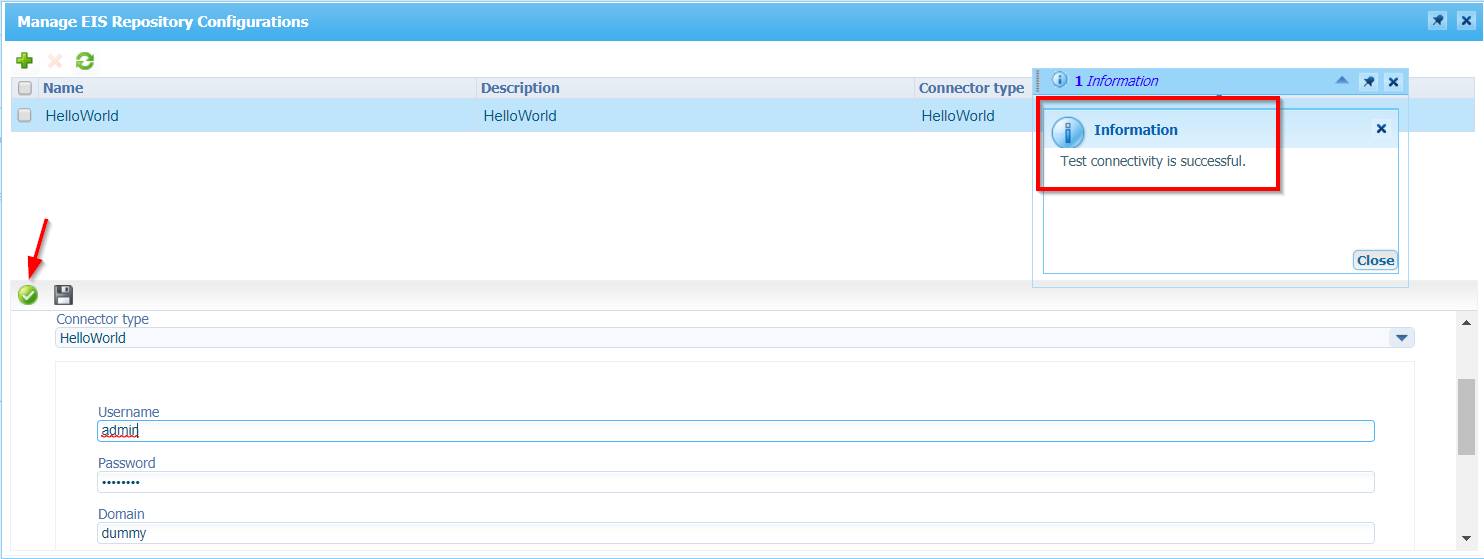 Manage EIS Repository Configurations
Name Description Connector type
1 Information
HelloWorld HelloWorld HelloWorld
Information
Test connectivity is successful.
Close
Connector type
HelloWorld
Username
admin
Password
••••••••
Domain
dummy